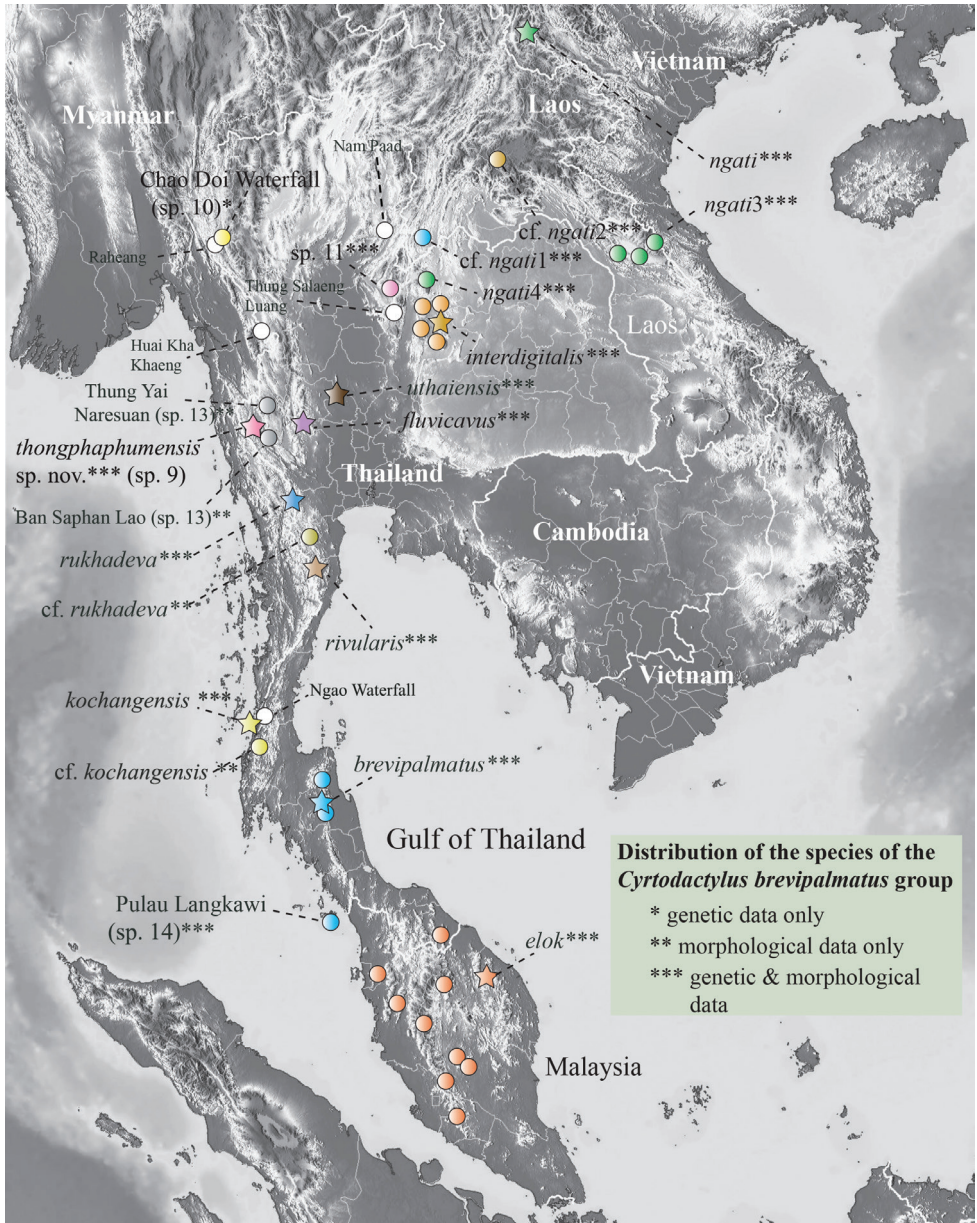 Vietnam
Laos
Myanmar
Nam Paad
ngati***
Chao Doi Waterfall
(sp. 10)*
ngati3***
cf. ngati2***
Raheang
sp. 11***
cf. ngati1***
Thung Salaeng
Luang
ngati4***
Laos
Huai Kha
Khaeng
interdigitalis***
uthaiensis***
Thung Yai
Naresuan (sp. 13)**
fluvicavus***
thongphaphumensis
sp. nov.*** (sp. 9)
Thailand
Ban Saphan Lao (sp. 13)**
Cambodia
rukhadeva***
cf. rukhadeva**
rivularis***
Vietnam
kochangensis ***
Ngao Waterfall
cf. kochangensis **
brevipalmatus***
Gulf of Thailand
Distribution of the species of the
Cyrtodactylus brevipalmatus group
* genetic data only
** morphological data only
*** genetic & morphological
data
Pulau Langkawi
(sp. 14)***
elok***
Malaysia